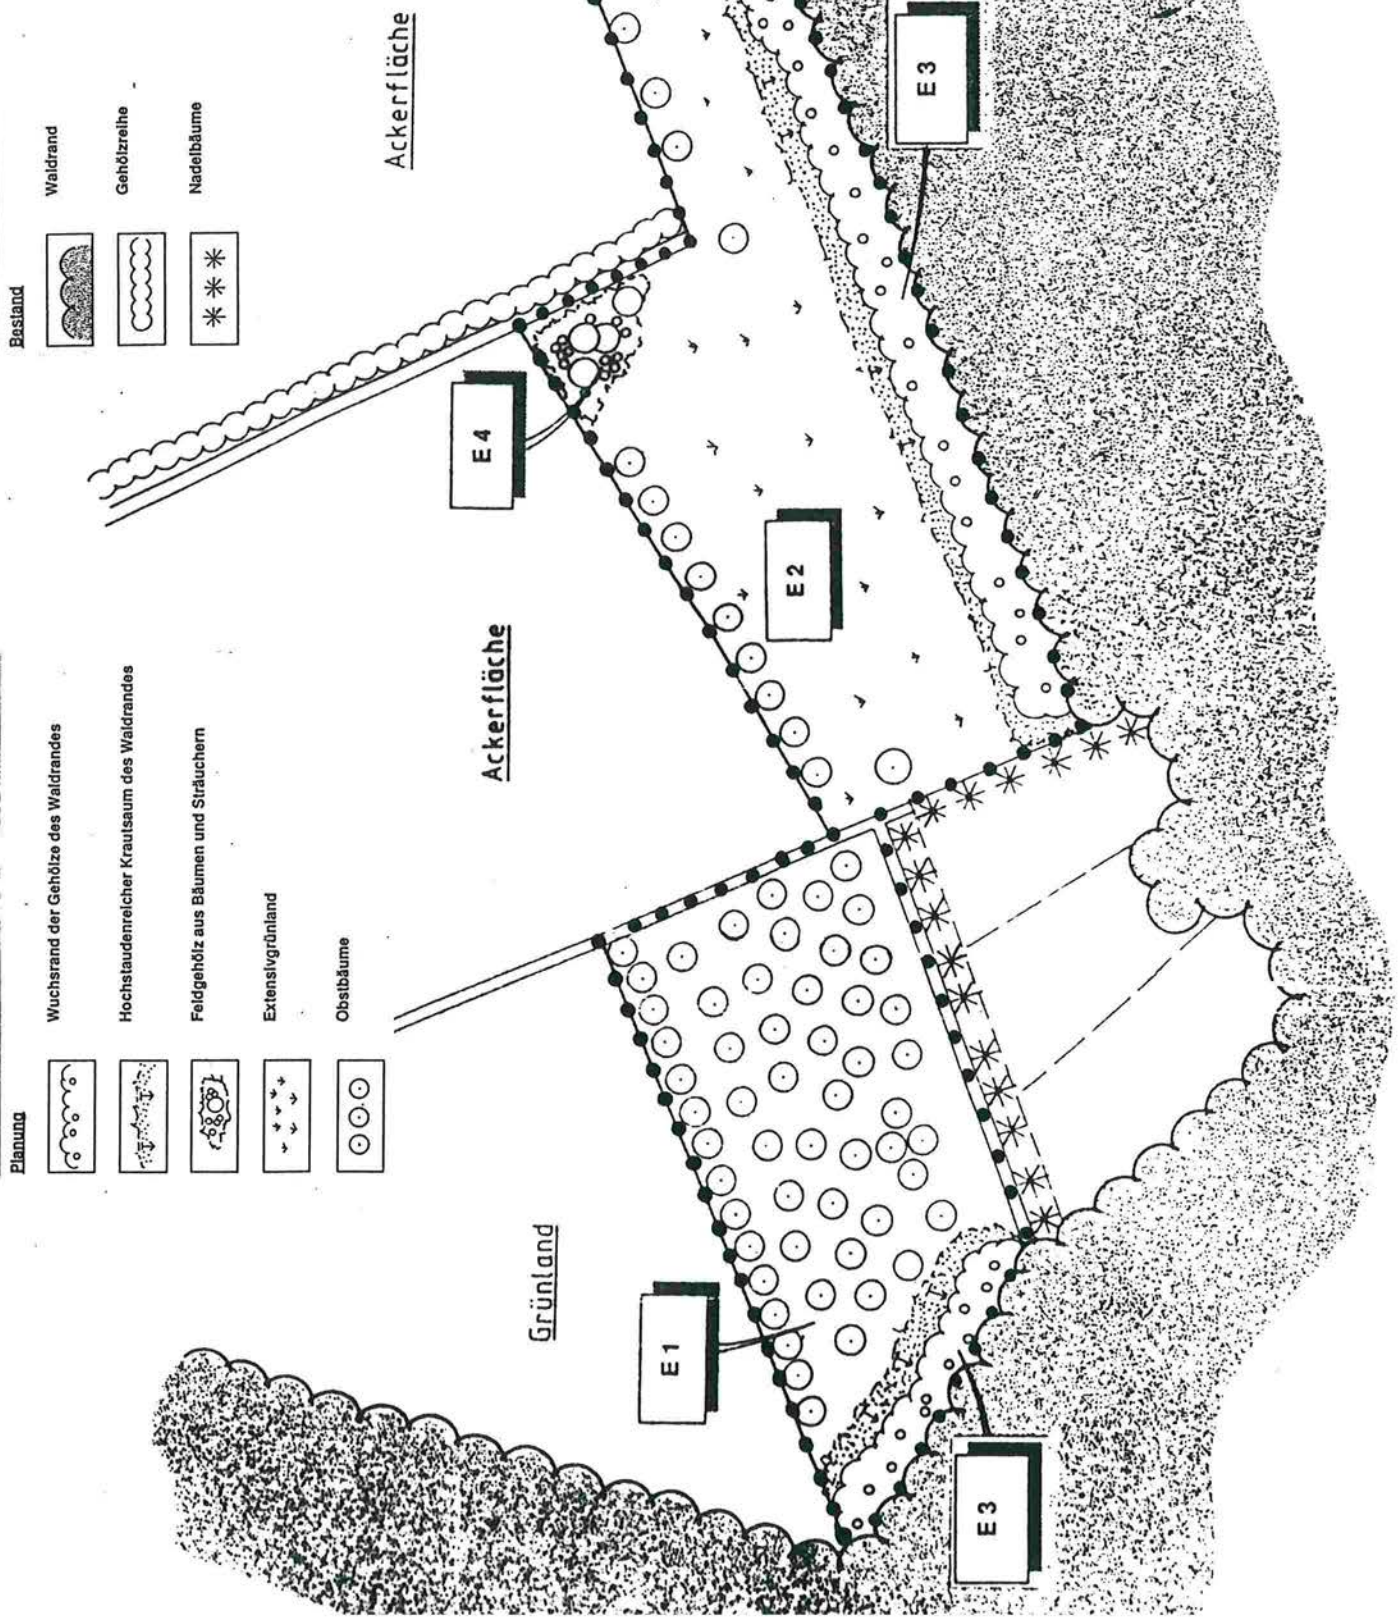 Planung
Wuchsrand der Gehölze des Waldrandes
Hochstaudenreicher Krautsaum des Waldrandes
Feldgehölz aus Bäumen und Sträuchern
Extensivgrünland
Obstbäume
Bestand
Waldrand
Gehölzreihe
Nadelbäume
Ackerfläche
Ackerfläche
Grünland
E 1
E 2
E 3
E 3
E 4